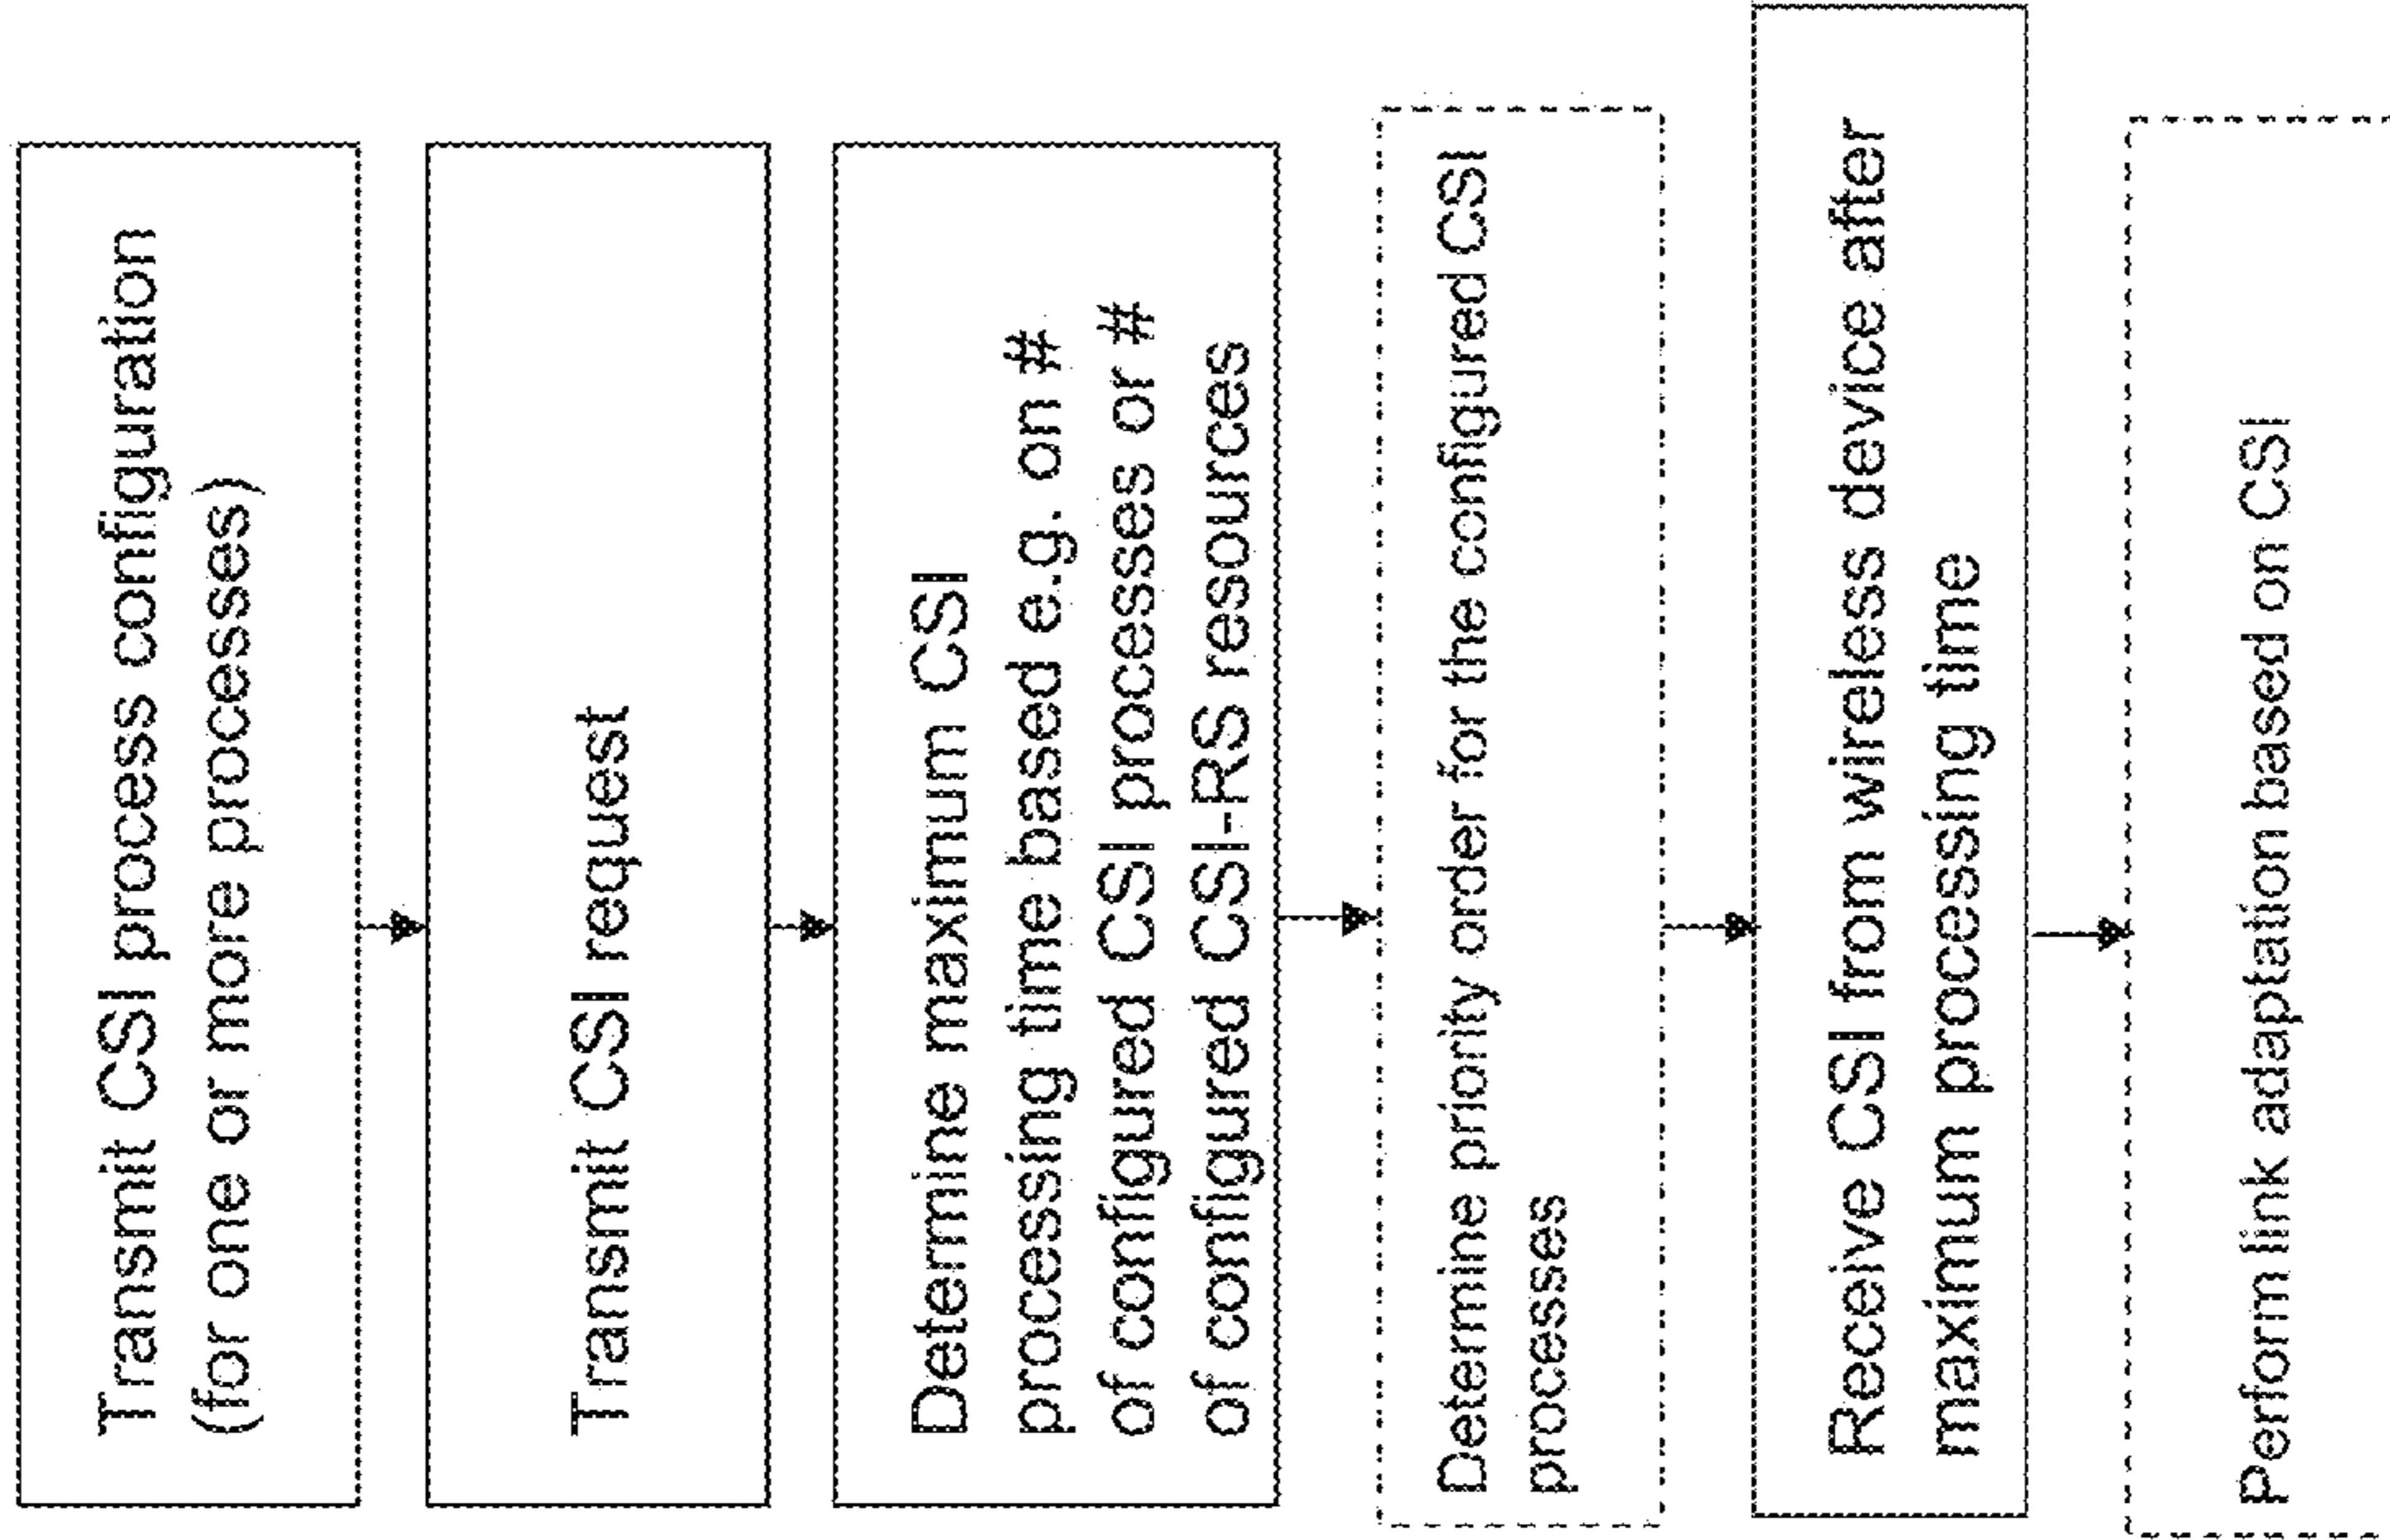 Transmit CSI process configuration
(for one or more processes)
Transmit CSI request
Determine maximum CSI
processing time based e.g. on #
of configured CSI processes or #
of configured CSI-RS resources
Determine priority order for the configured CSI
processes
Receive CSI from wireless device after
maximum processing time
Perform link adaptation based on CSI